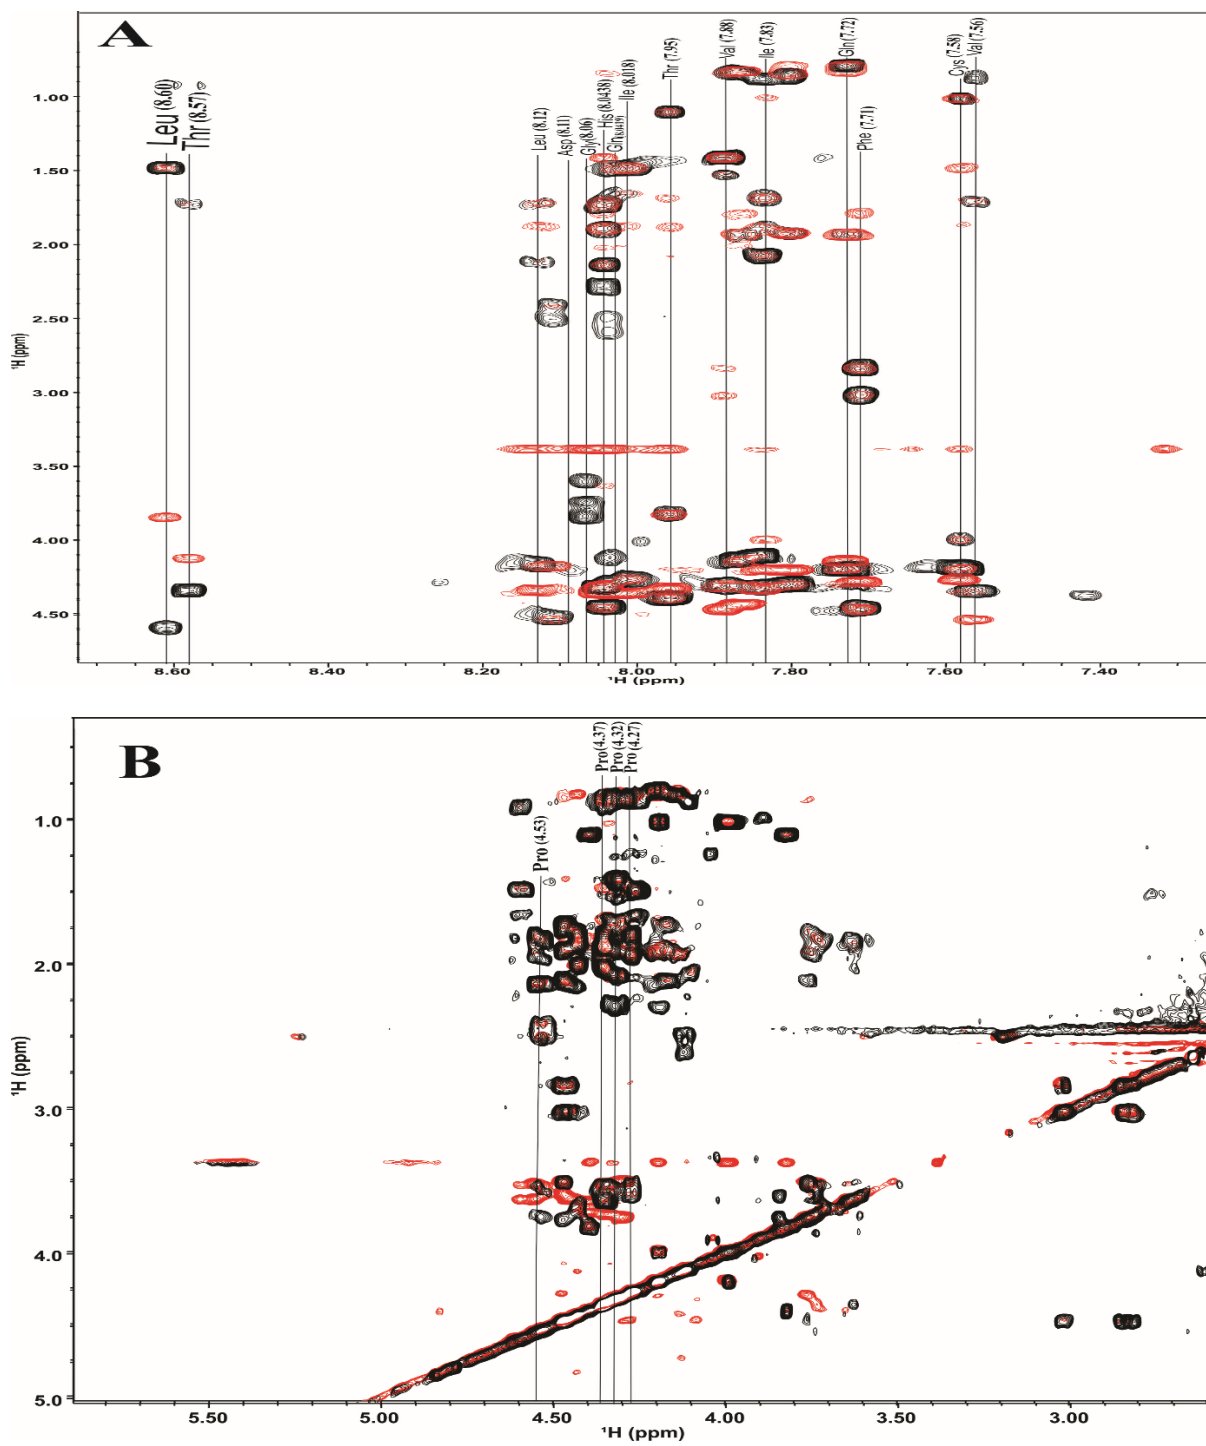 A
Leu (8.60)
Thr (8.57)
Leu (8.12)
Asp (8.11)
Gly(8.06)
His (8.0438)
Gln(8.0419)
Ile (8.018)
Thr (7.95)
Val (7.88)
Ile (7.83)
Gln(7.72)
Phe (7.71)
Cys (7.58)
Val (7.56)
1.00
1.50
2.00
2.50
3.00
3.50
4.00
4.50
¹H (ppm)
8.60 8.40 8.20 8.00 7.80 7.60 7.40
¹H (ppm)
B
Pro (4.53)
Pro(4.37)
Pro (4.32)
Pro (4.27)
1.0
2.0
3.0
4.0
5.0
¹H (ppm)
5.50 5.00 4.50 4.00 3.50 3.00
¹H (ppm)